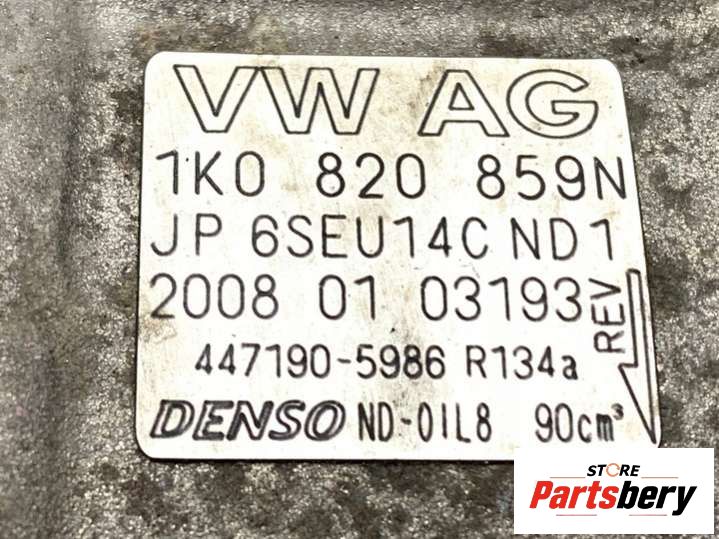 VW AG
1K0 820 859N
JP 6SEU14C ND1
2008 01 03193
REV
447190-5986 R134a
DENSO ND-OIL8 90cm³
STORE
Partsbery